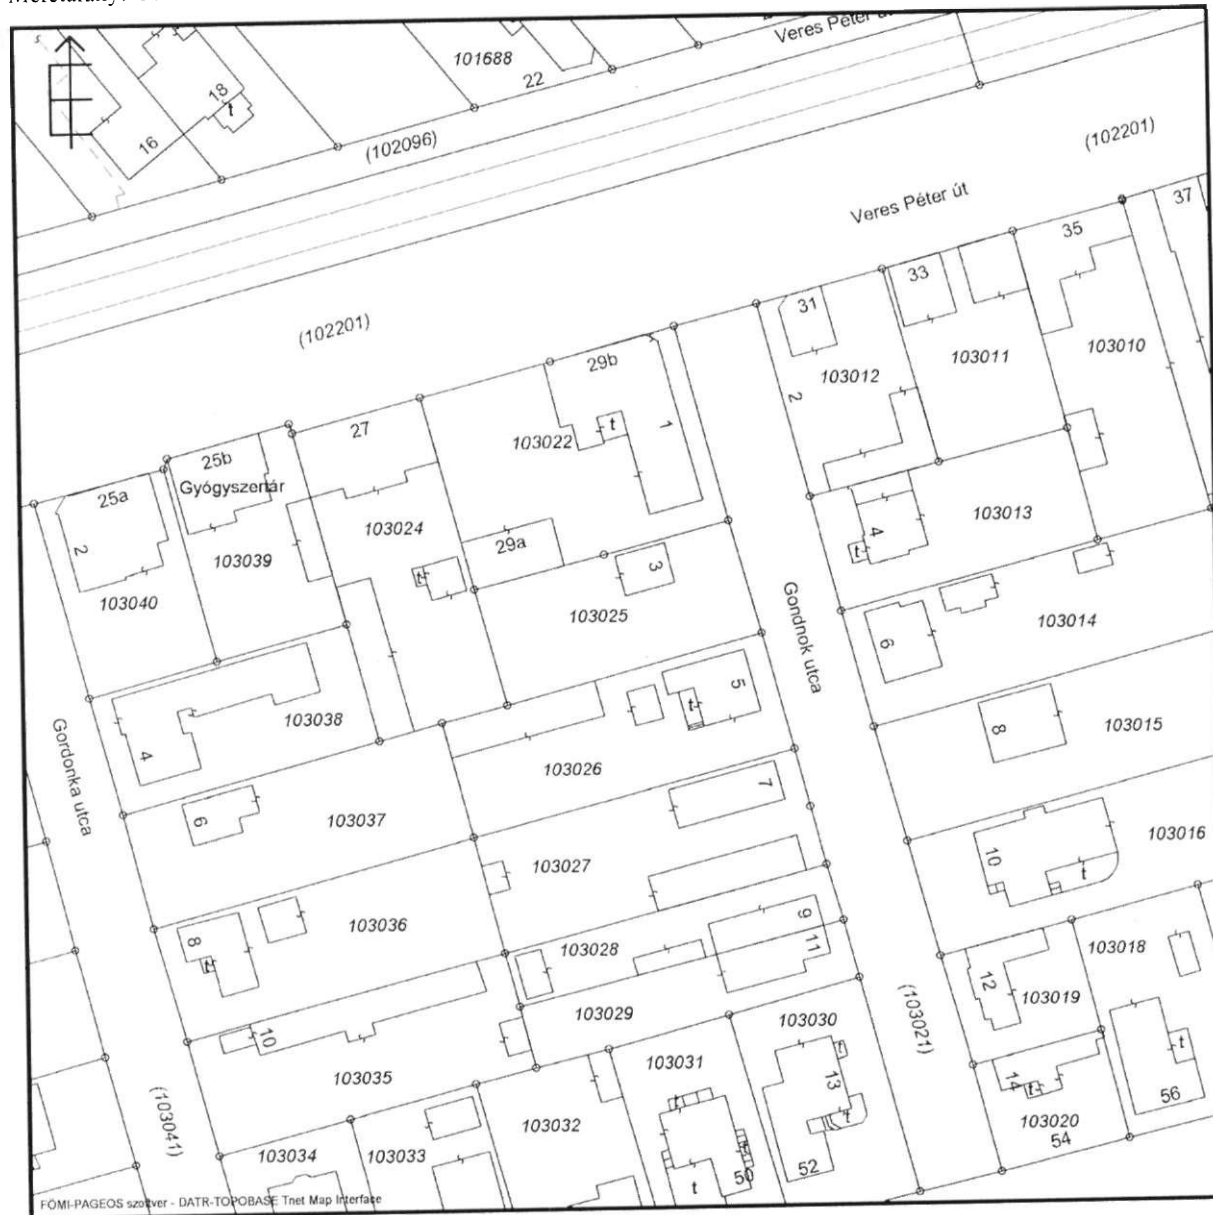 101688
22
Veres Péter
18
t
16
(102096)
(102201)
Veres Péter út
37
35
33
31
(102201)
103010
103011
103012
2
29b
1
t
103022
27
25b
Gyógyszertár
25a
2
103024
29a
103039
103040
t
3
103025
103013
4
t
Gondnok utca
103014
6
5
t
103038
4
Gordonka utca
103015
8
103026
7
6
103037
103016
10
t
103027
9
11
103028
103036
8
t
103018
12
103019
t
103029
103030
(103021)
10
103035
103031
t
13
t
t
14
t
103020
56
54
103032
(103041)
103034
103033
50
t
52
FÖMI-PAGEOS szoftver - DATR-TOPOBASE Tnet Map Interface